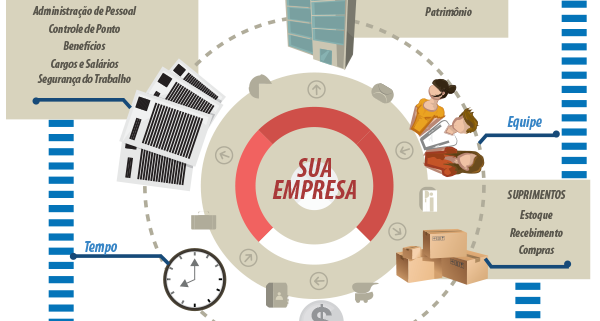 Administração de Pessoal
Controle de Ponto
Benefícios
Cargos e Salários
Segurança do Trabalho
Patrimônio
Equipe
SUA
EMPRESA
SUPRIMENTOS
Estoque
Recebimento
Compras
Tempo
$